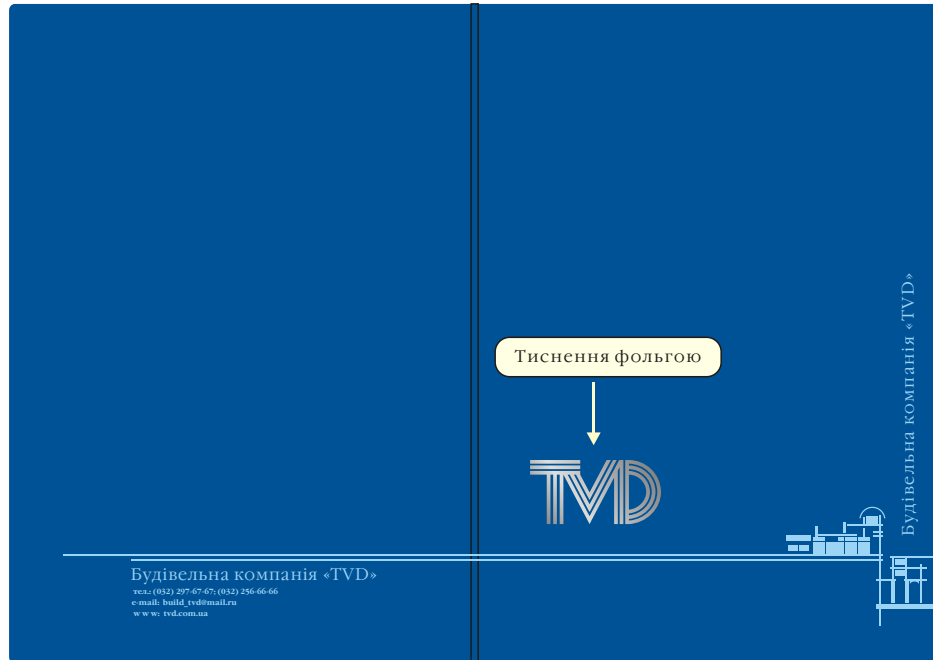 Тиснення фольгою
TVD
Будівельна компанія «TVD»
Будівельна компанія «TVD»
тел.: (032) 297-67-67; (032) 256-66-66
e-mail: build_tvd@mail.ru
www: tvd.com.ua